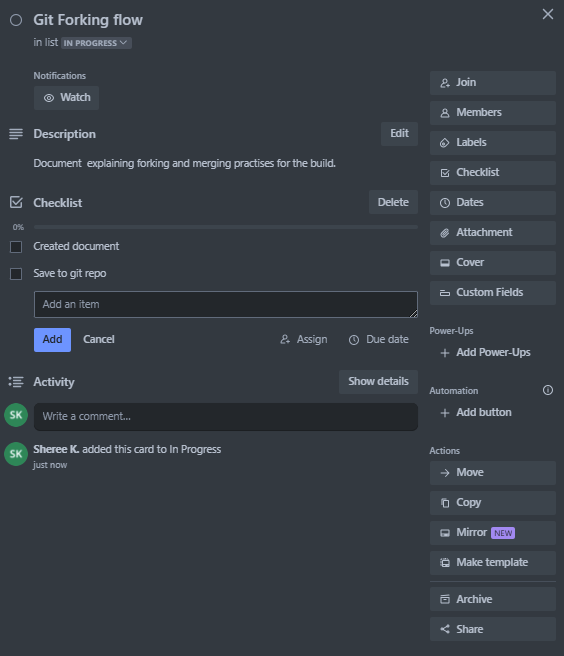 Git Forking flow
in list IN PROGRESS
Notifications
Watch
Description
Edit
Document explaining forking and merging practises for the build.
Checklist
Delete
0%
Created document
Save to git repo
Add an item
Add
Cancel
Assign
Due date
Activity
Show details
SK
Write a comment...
SK
Sheree K. added this card to In Progress
just now
Join
Members
Labels
Checklist
Dates
Attachment
Cover
Custom Fields
Power-Ups
Add Power-Ups
Automation
Add button
Actions
Move
Copy
Mirror NEW
Make template
Archive
Share